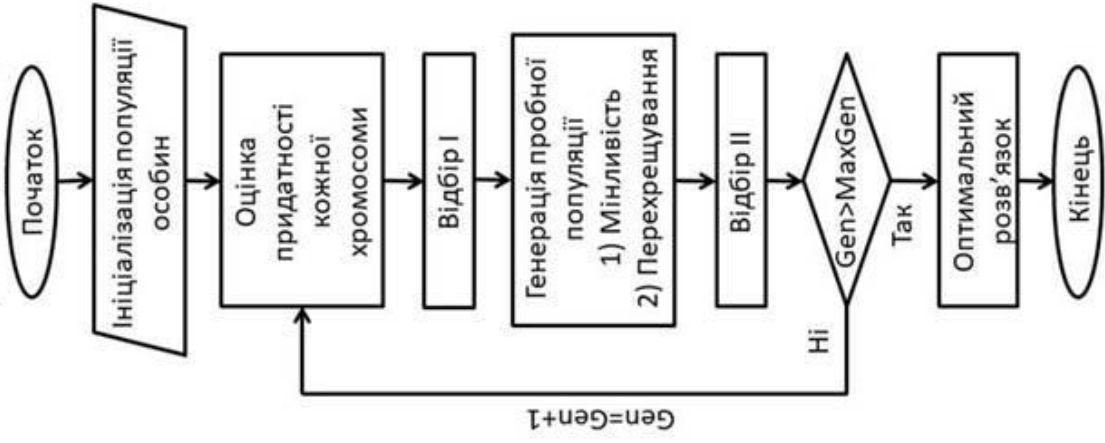 Початок
Ініціалізація популяції
особин
Оцінка
придатності
кожної
хромосоми
Відбір І
Генерація пробної
популяції
1) Мінливість
2) Перехрещування
Відбір ІІ
Gen>MaxGen
Ні
Так
Gen=Gen+1
Оптимальний
розв’язок
Кінець